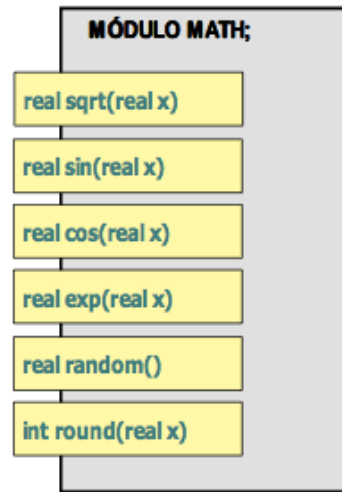 MÓDULO MATH;
real sqrt(real x)
real sin(real x)
real cos(real x)
real exp(real x)
real random()
int round(real x)